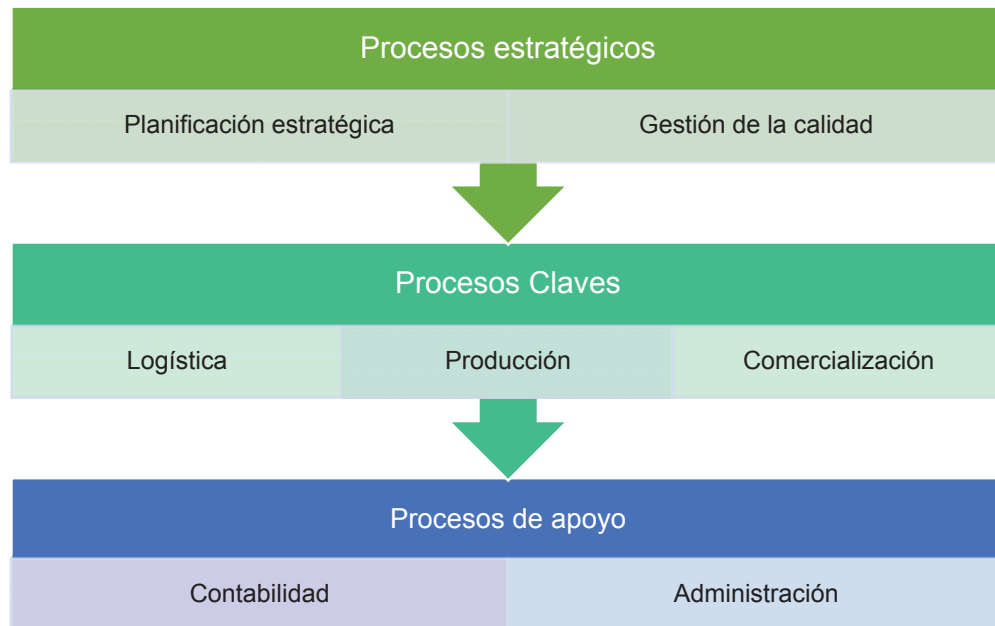 Procesos estratégicos
Planificación estratégica
Gestión de la calidad
Procesos Claves
Logística
Producción
Comercialización
Procesos de apoyo
Contabilidad
Administración